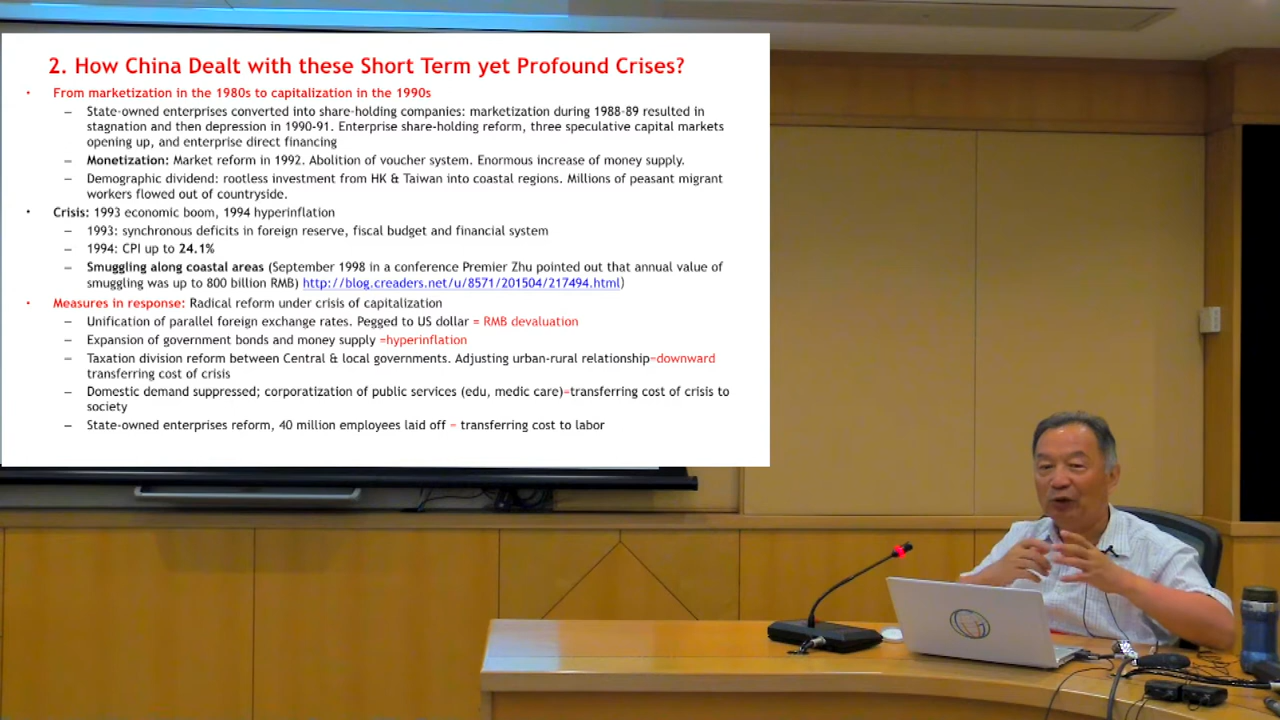 2. How China Dealt with these Short Term yet Profound Crises?
• From marketization in the 1980s to capitalization in the 1990s
– State-owned enterprises converted into share-holding companies: marketization during 1988-89 resulted in
stagnation and then depression in 1990-91. Enterprise share-holding reform, three speculative capital markets
opening up, and enterprise direct financing
– Monetization: Market reform in 1992. Abolition of voucher system. Enormous increase of money supply.
– Demographic dividend: rootless investment from HK & Taiwan into coastal regions. Millions of peasant migrant
workers flowed out of countryside.
• Crisis: 1993 economic boom, 1994 hyperinflation
– 1993: synchronous deficits in foreign reserve, fiscal budget and financial system
– 1994: CPI up to 24.1%
– Smuggling along coastal areas (September 1998 in a conference Premier Zhu pointed out that annual value of
smuggling was up to 800 billion RMB) http://blog.creaders.net/u/8571/201504/217494.html)
• Measures in response: Radical reform under crisis of capitalization
– Unification of parallel foreign exchange rates. Pegged to US dollar = RMB devaluation
– Expansion of government bonds and money supply =hyperinflation
– Taxation division reform between Central & local governments. Adjusting urban-rural relationship=downward
transferring cost of crisis
– Domestic demand suppressed; corporatization of public services (edu, medic care)=transferring cost of crisis to
society
– State-owned enterprises reform, 40 million employees laid off = transferring cost to labor